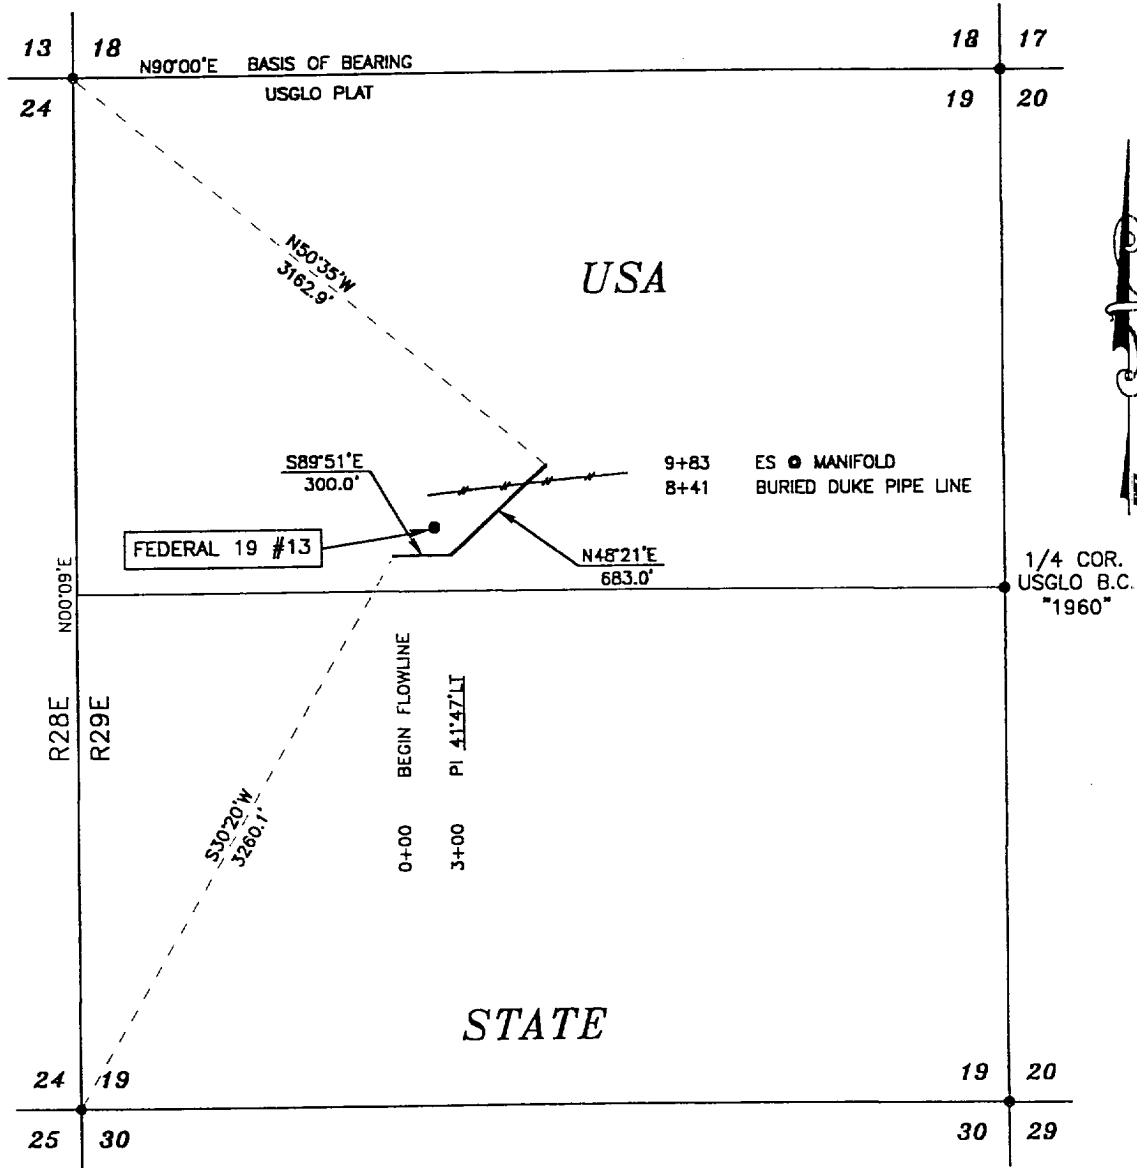 13 18
18 17
N90°00'E BASIS OF BEARING
USGLO PLAT
24
19 20
N50°35'W
3162.9'
USA
S89°51'E
300.0'
9+83 ES @ MANIFOLD
8+41 BURIED DUKE PIPE LINE
FEDERAL 19 #13
N48°21'E
683.0'
1/4 COR.
USGLO B.C.
"1960"
N00°09'E
R28E
R29E
0+00 BEGIN FLOWLINE
3+00 PI 41°47'LT
S30°20'W
3260.1'
STATE
24 19
19 20
25 30
30 29